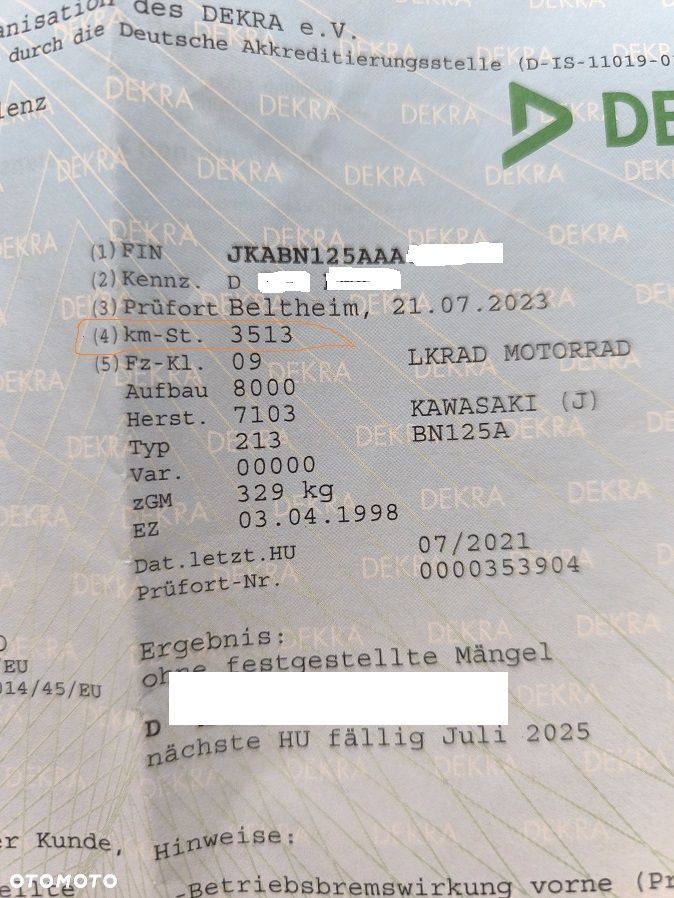 anisation des DEKRA e.V.
durch die Deutsche Akkreditierungsstelle (D-IS-11019-0
lenz
DE
(1) FIN JKABN125AAA
(2) Kennz. D
(3) Prüfort Beltheim, 21.07.2023
(4) km-St. 3513
(5) Fz-Kl. 09 LKRAD MOTORRAD
Aufbau 8000
Herst. 7103 KAWASAKI (J)
Typ 213 BN125A
Var. 00000
zGM 329 kg
EZ 03.04.1998
Dat.letzt.HU 07/2021
Prüfort-Nr. 0000353904
Ergebnis:
/EU
ohne festgestellte Mängel
014/45/EU
D
nächste HU fällig Juli 2025
er Kunde,
Hinweise:
ellte
-Betriebsbremswirkung vorne (Pr
OTOMOTO